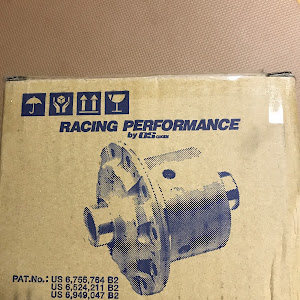 RACING PERFORMANCE
by OS GIKEN
PAT.No.: US 6,755,764 B2
US 6,524,211 B2
US 6,949,047 B2